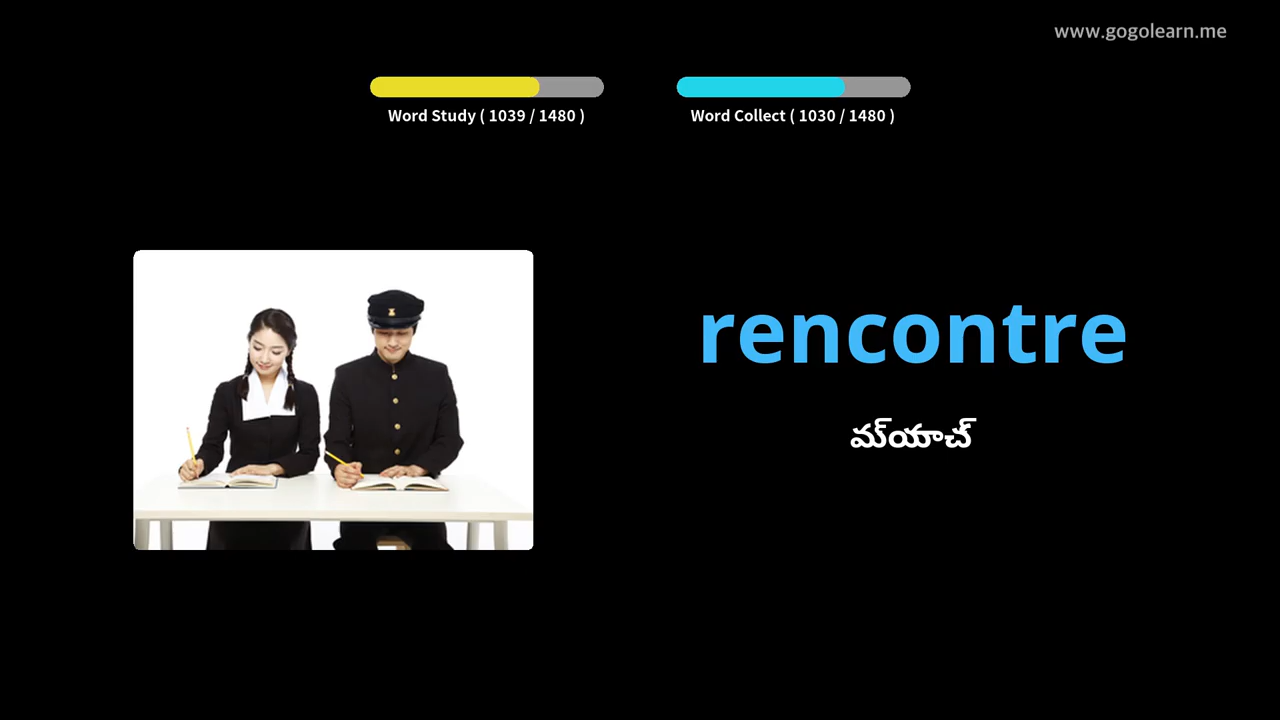 www.gogolearn.me
Word Study ( 1039 / 1480 )
Word Collect ( 1030 / 1480 )
rencontre
మ్యాచ్